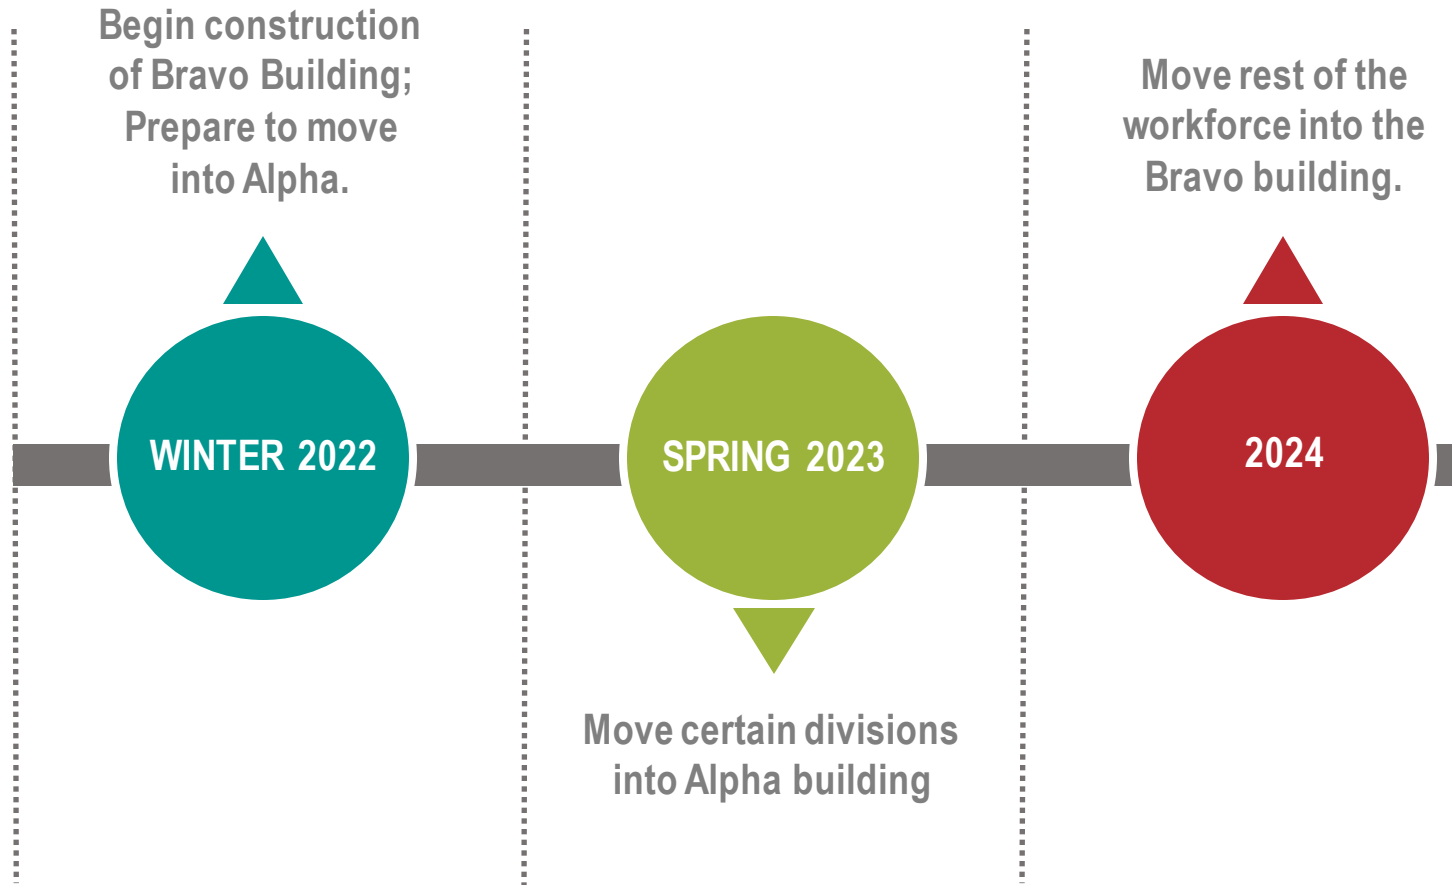 Begin construction
of Bravo Building;
Prepare to move
into Alpha.
WINTER 2022
SPRING 2023
Move certain divisions
into Alpha building
Move rest of the
workforce into the
Bravo building.
2024